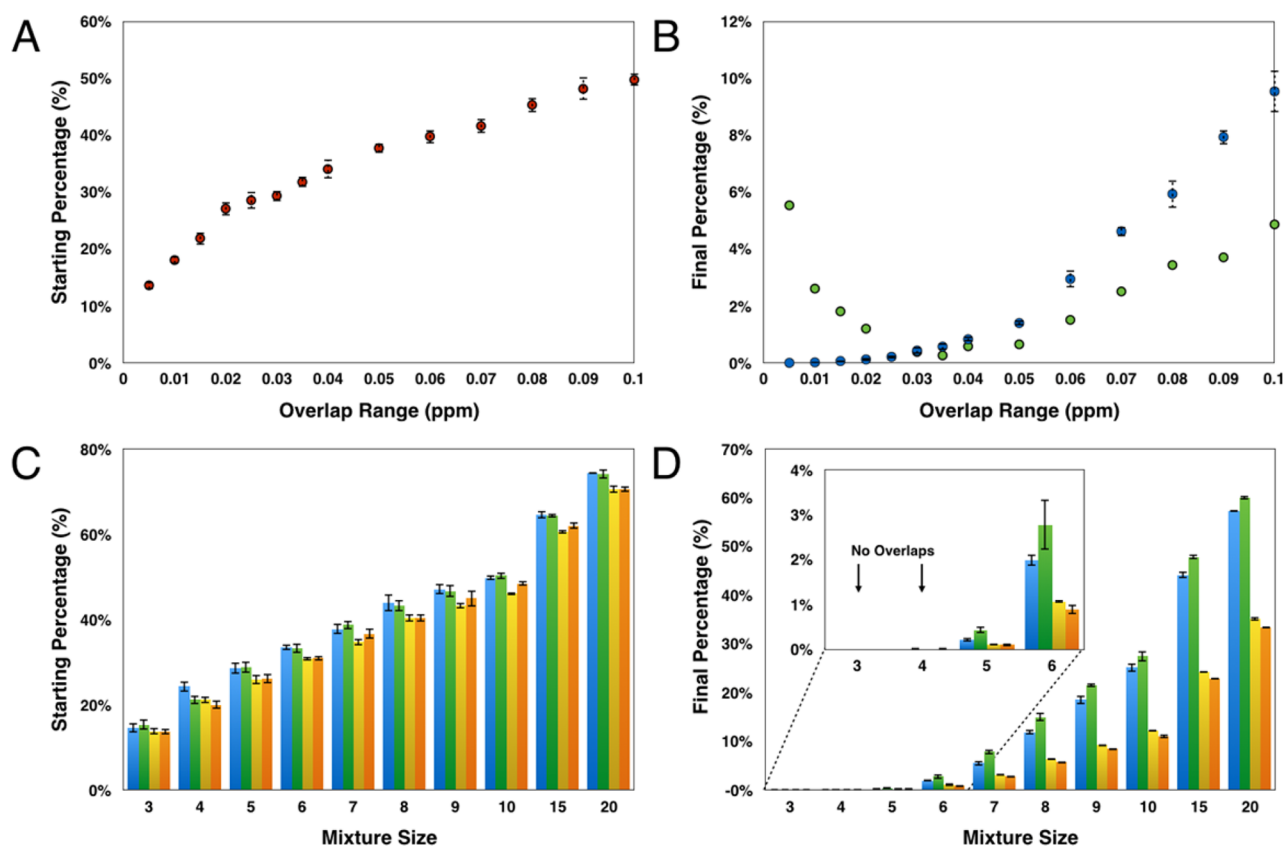 A
Starting Percentage (%)
60%
50%
40%
30%
20%
10%
0%
0 0.01 0.02 0.03 0.04 0.05 0.06 0.07 0.08 0.09 0.1
Overlap Range (ppm)
B
Final Percentage (%)
12%
10%
8%
6%
4%
2%
0%
0 0.01 0.02 0.03 0.04 0.05 0.06 0.07 0.08 0.09 0.1
Overlap Range (ppm)
C
Starting Percentage (%)
80%
60%
40%
20%
0%
3 4 5 6 7 8 9 10 15 20
Mixture Size
D
Final Percentage (%)
70%
60%
50%
40%
30%
20%
10%
-0%
4%
3%
2%
1%
0%
No Overlaps
3 4 5 6
3 4 5 6 7 8 9 10 15 20
Mixture Size